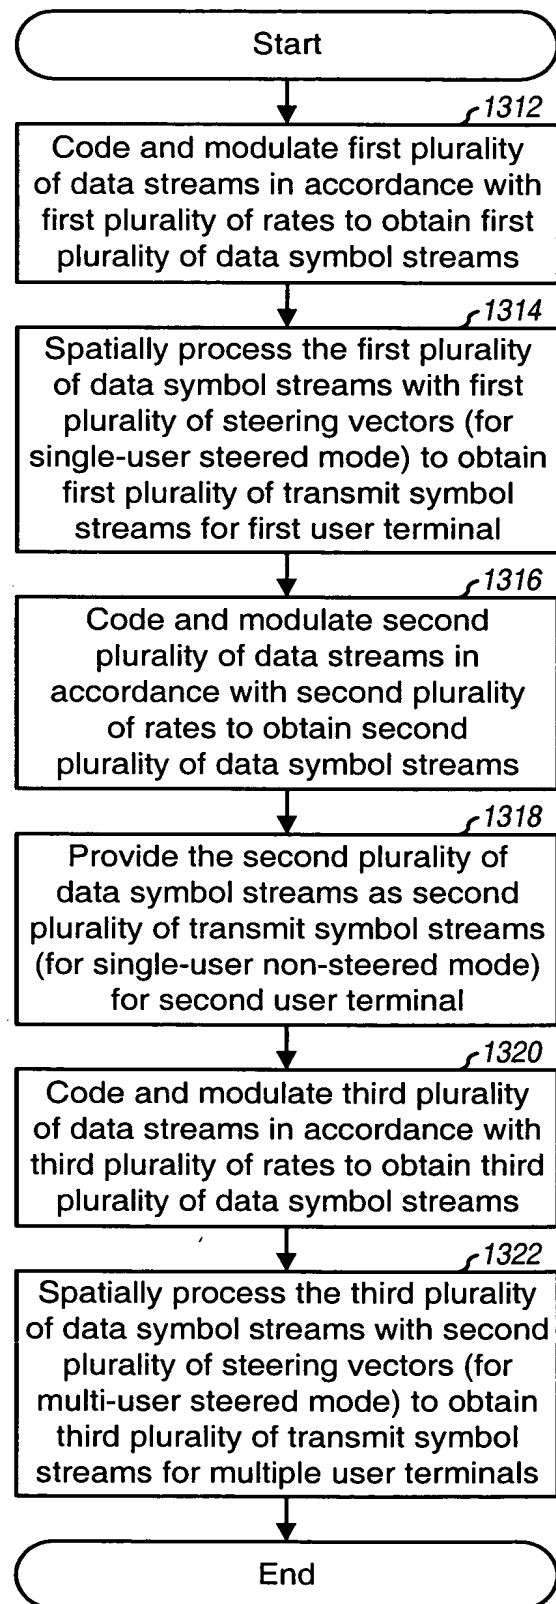 Start
1312
Code and modulate first plurality
of data streams in accordance with
first plurality of rates to obtain first
plurality of data symbol streams
1314
Spatially process the first plurality
of data symbol streams with first
plurality of steering vectors (for
single-user steered mode) to obtain
first plurality of transmit symbol
streams for first user terminal
1316
Code and modulate second
plurality of data streams in
accordance with second plurality
of rates to obtain second
plurality of data symbol streams
1318
Provide the second plurality of
data symbol streams as second
plurality of transmit symbol streams
(for single-user non-steered mode)
for second user terminal
1320
Code and modulate third plurality
of data streams in accordance with
third plurality of rates to obtain third
plurality of data symbol streams
1322
Spatially process the third plurality
of data symbol streams with second
plurality of steering vectors (for
multi-user steered mode) to obtain
third plurality of transmit symbol
streams for multiple user terminals
End